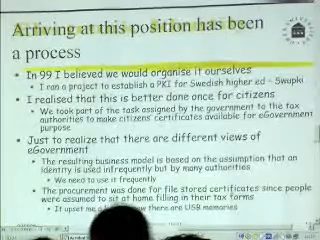 Arriving at this position has been
a process
• In 99 I believed we would organise it ourselves
• I ran a project to establish a PKI for Swedish higher ed - Swupki
• I realised that this is better done once for citizens
• We took part of the task assigned by the government to the tax
authorities to make citizens' certificates available for eGovernment
purpose
• Just to realize that there are different views of
eGovernment
• The resulting business model is based on the assumption that an
identity is used infrequently but by many authorities
• We need to use it frequently
• The procurement was done for file stored certificates since people
were assumed to sit at home filling in their tax forms
• It upset me now there are USB memories